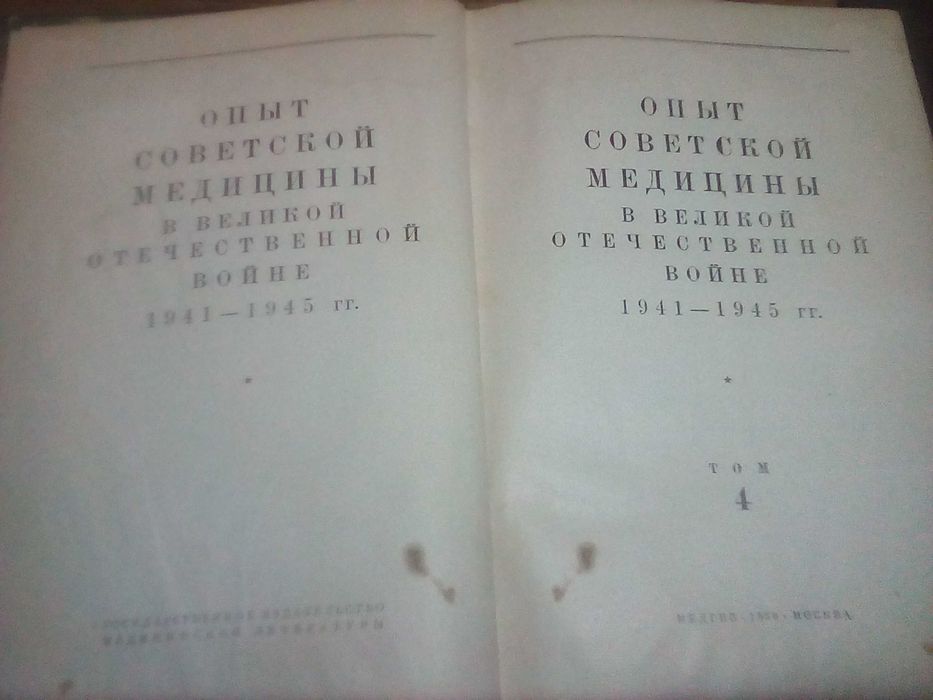 ОПЫТ
СОВЕТСКОЙ
МЕДИЦИНЫ
В ВЕЛИКОЙ
ОТЕЧЕСТВЕННОЙ
ВОЙНЕ
1941—1945 гг.
ГОСУДАРСТВЕННОЕ ИЗДАТЕЛЬСТВО
МЕДИЦИНСКОЙ ЛИТЕРАТУРЫ
ОПЫТ
СОВЕТСКОЙ
МЕДИЦИНЫ
В ВЕЛИКОЙ
ОТЕЧЕСТВЕННОЙ
ВОЙНЕ
1941—1945 гг.
ТОМ
4
МЕДГИЗ · МОСКВА